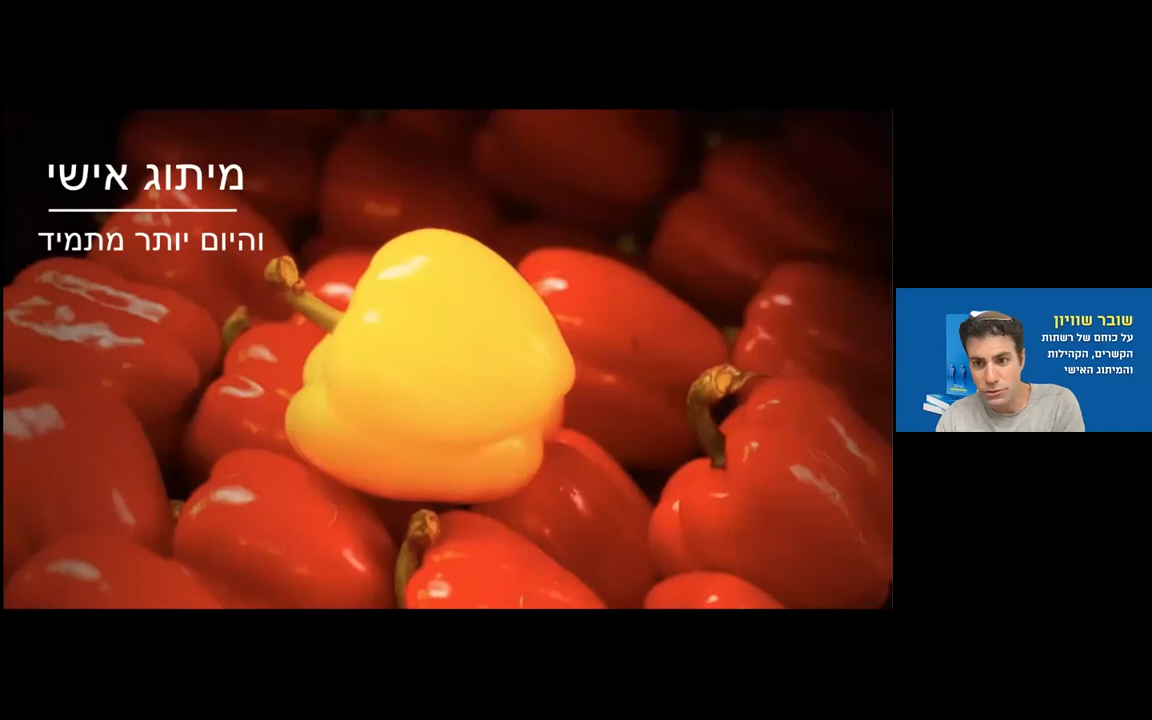 מיתוג אישי
והיום יותר מתמיד
שובר שוויון
על כוחם של רשתות
הקשרים, הקהילות
והמיתוג האישי